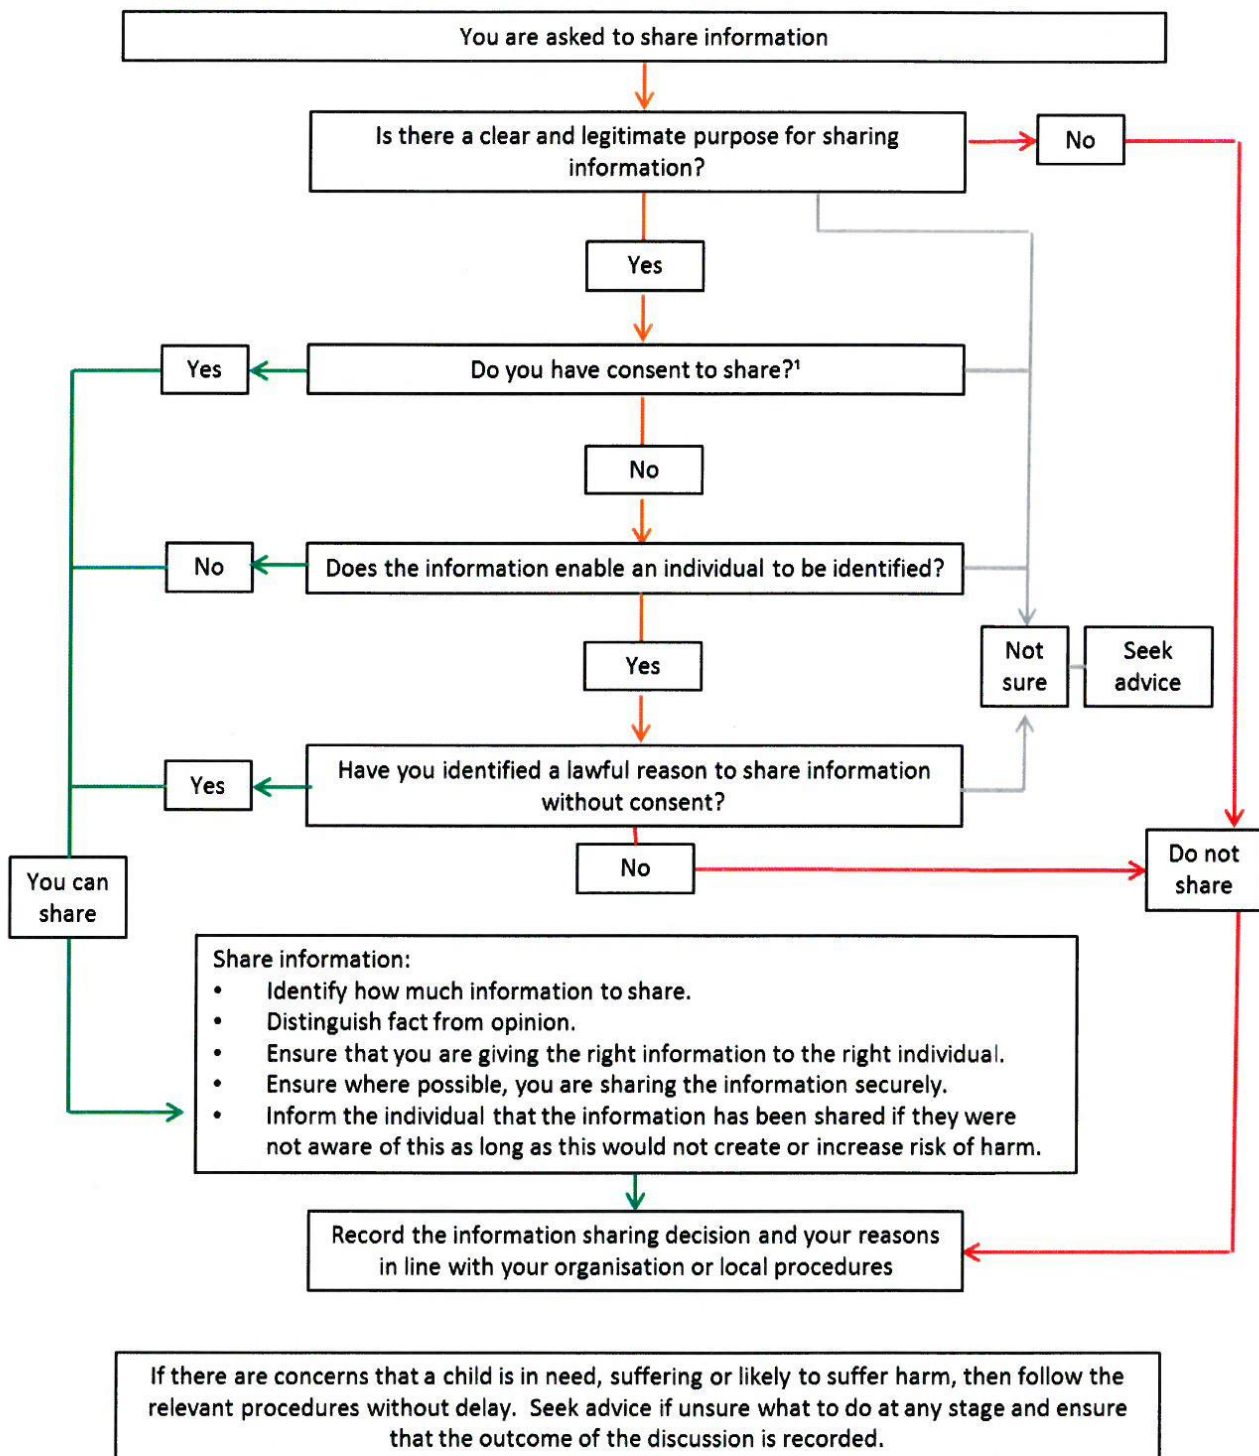 You are asked to share information
Is there a clear and legitimate purpose for sharing
information?
No
Yes
Yes
Do you have consent to share?¹
No
No
Does the information enable an individual to be identified?
Yes
Not
sure
Seek
advice
Yes
Have you identified a lawful reason to share information
without consent?
No
Do not
share
You can
share
Share information:
• Identify how much information to share.
• Distinguish fact from opinion.
• Ensure that you are giving the right information to the right individual.
• Ensure where possible, you are sharing the information securely.
• Inform the individual that the information has been shared if they were
not aware of this as long as this would not create or increase risk of harm.
Record the information sharing decision and your reasons
in line with your organisation or local procedures
If there are concerns that a child is in need, suffering or likely to suffer harm, then follow the
relevant procedures without delay. Seek advice if unsure what to do at any stage and ensure
that the outcome of the discussion is recorded.